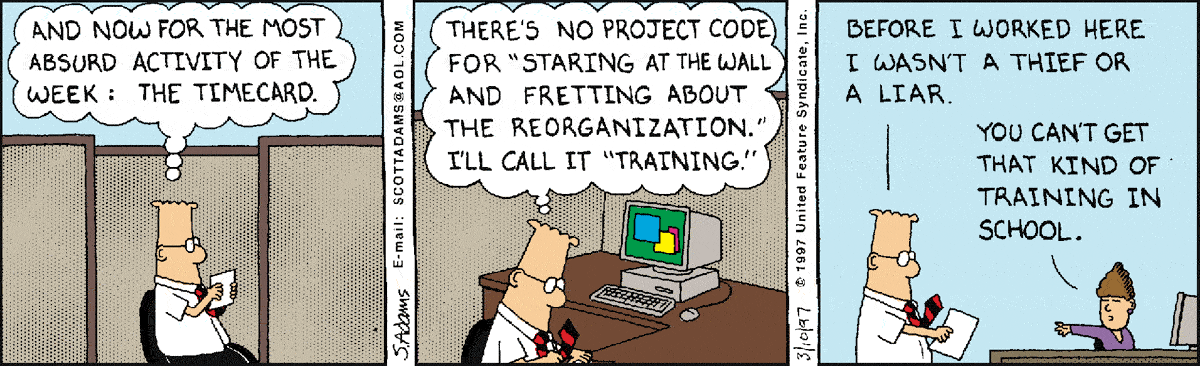 AND NOW FOR THE MOST
ABSURD ACTIVITY OF THE
WEEK: THE TIMECARD.
S.Adams
E-mail: SCOTTADAMS@AOL.COM
THERE'S NO PROJECT CODE
FOR "STARING AT THE WALL
AND FRETTING ABOUT
THE REORGANIZATION."
I'LL CALL IT "TRAINING."
3/10/97
© 1997 United Feature Syndicate, Inc.
BEFORE I WORKED HERE
I WASN'T A THIEF OR
A LIAR.
YOU CAN'T GET
THAT KIND OF
TRAINING IN
SCHOOL.